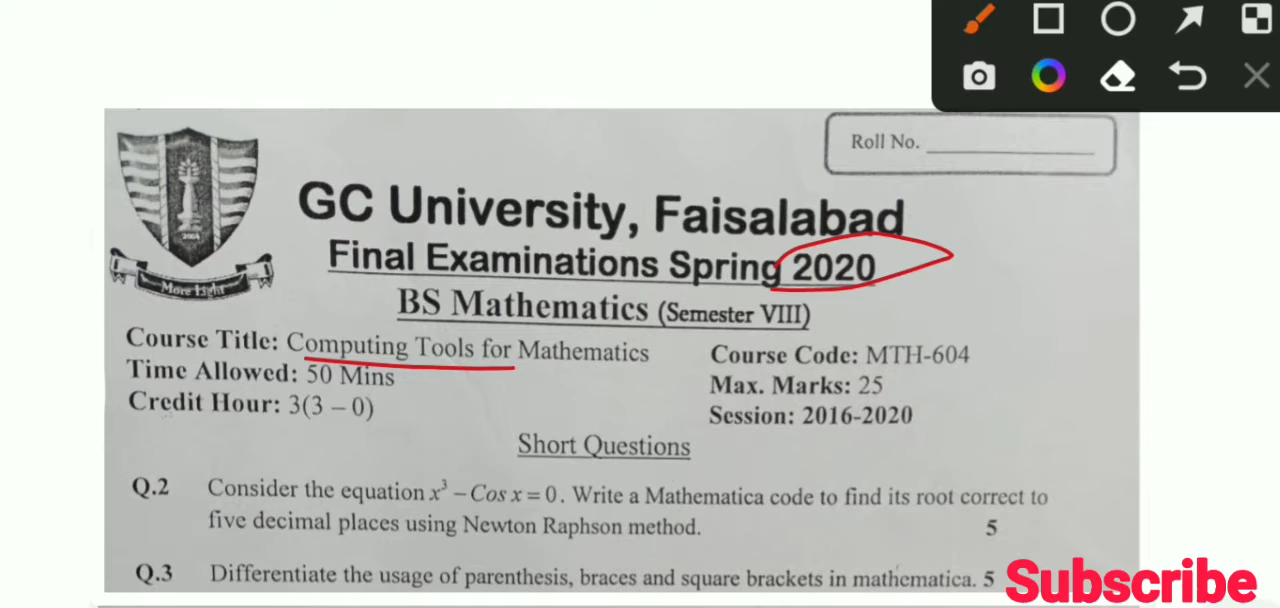 Roll No.
2004
More Light
GC University, Faisalabad
Final Examinations Spring 2020
BS Mathematics (Semester VIII)
Course Title: Computing Tools for Mathematics
Course Code: MTH-604
Time Allowed: 50 Mins
Max. Marks: 25
Credit Hour: 3(3 – 0)
Session: 2016-2020
Short Questions
Q.2 Consider the equation x³ – Cos x = 0. Write a Mathematica code to find its root correct to
five decimal places using Newton Raphson method. 5
Q.3 Differentiate the usage of parenthesis, braces and square brackets in mathematica. 5
Subscribe